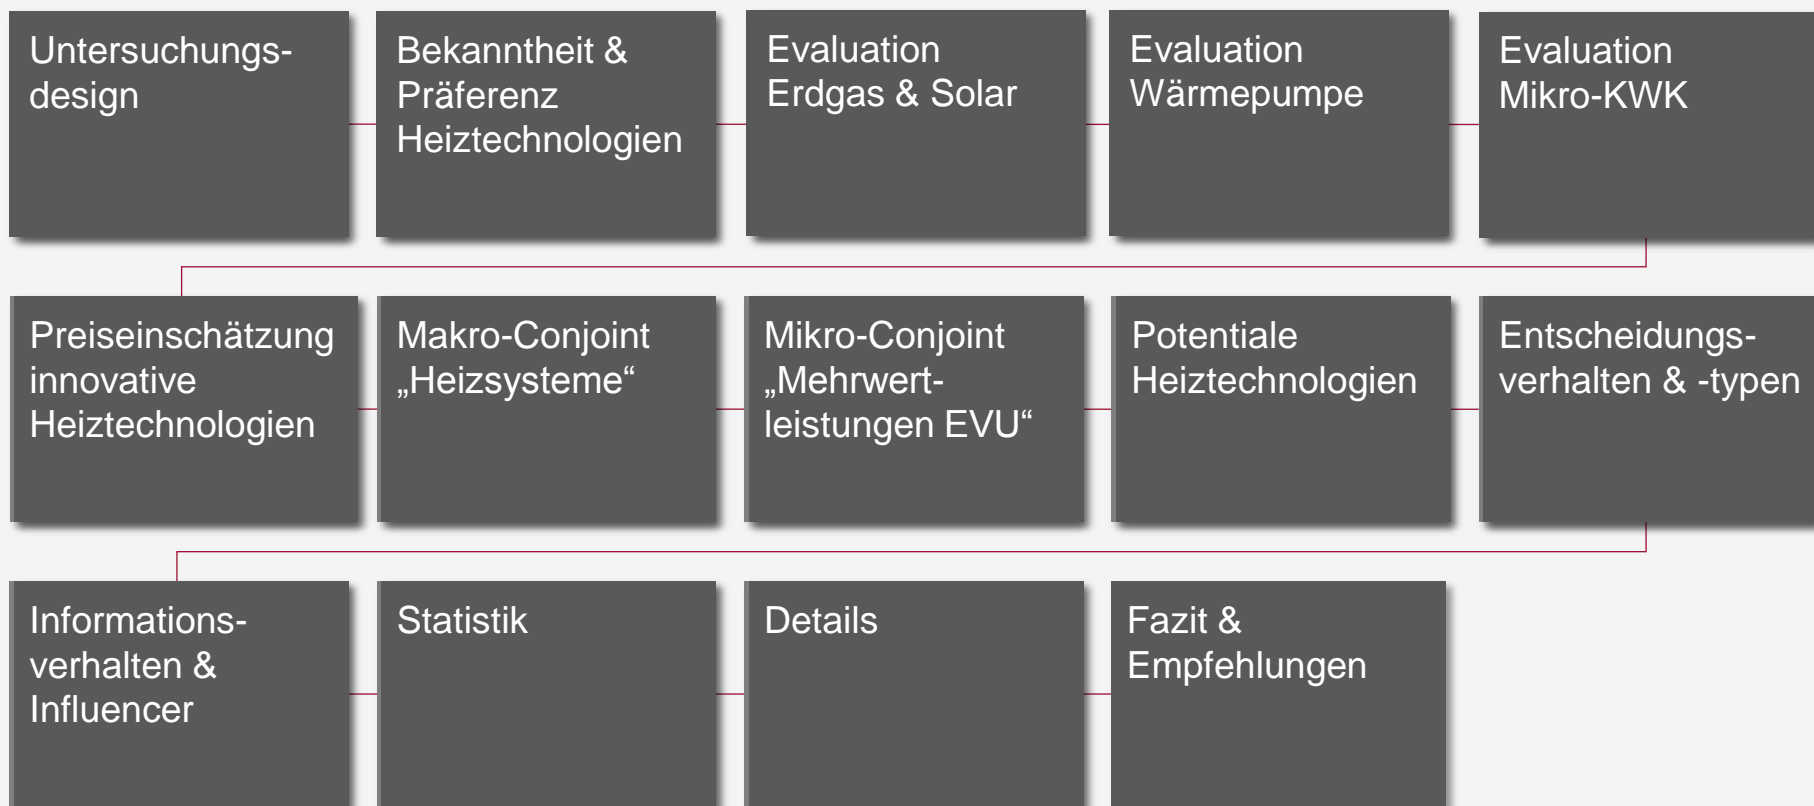 Untersuchungs-
design
Bekanntheit &
Präferenz
Heiztechnologien
Evaluation
Erdgas & Solar
Evaluation
Wärmepumpe
Evaluation
Mikro-KWK
Preiseinschätzung
innovative
Heiztechnologien
Makro-Conjoint
„Heizsysteme“
Mikro-Conjoint
„Mehrwert-
leistungen EVU“
Potentiale
Heiztechnologien
Entscheidungs-
verhalten & -typen
Informations-
verhalten &
Influencer
Statistik
Details
Fazit &
Empfehlungen